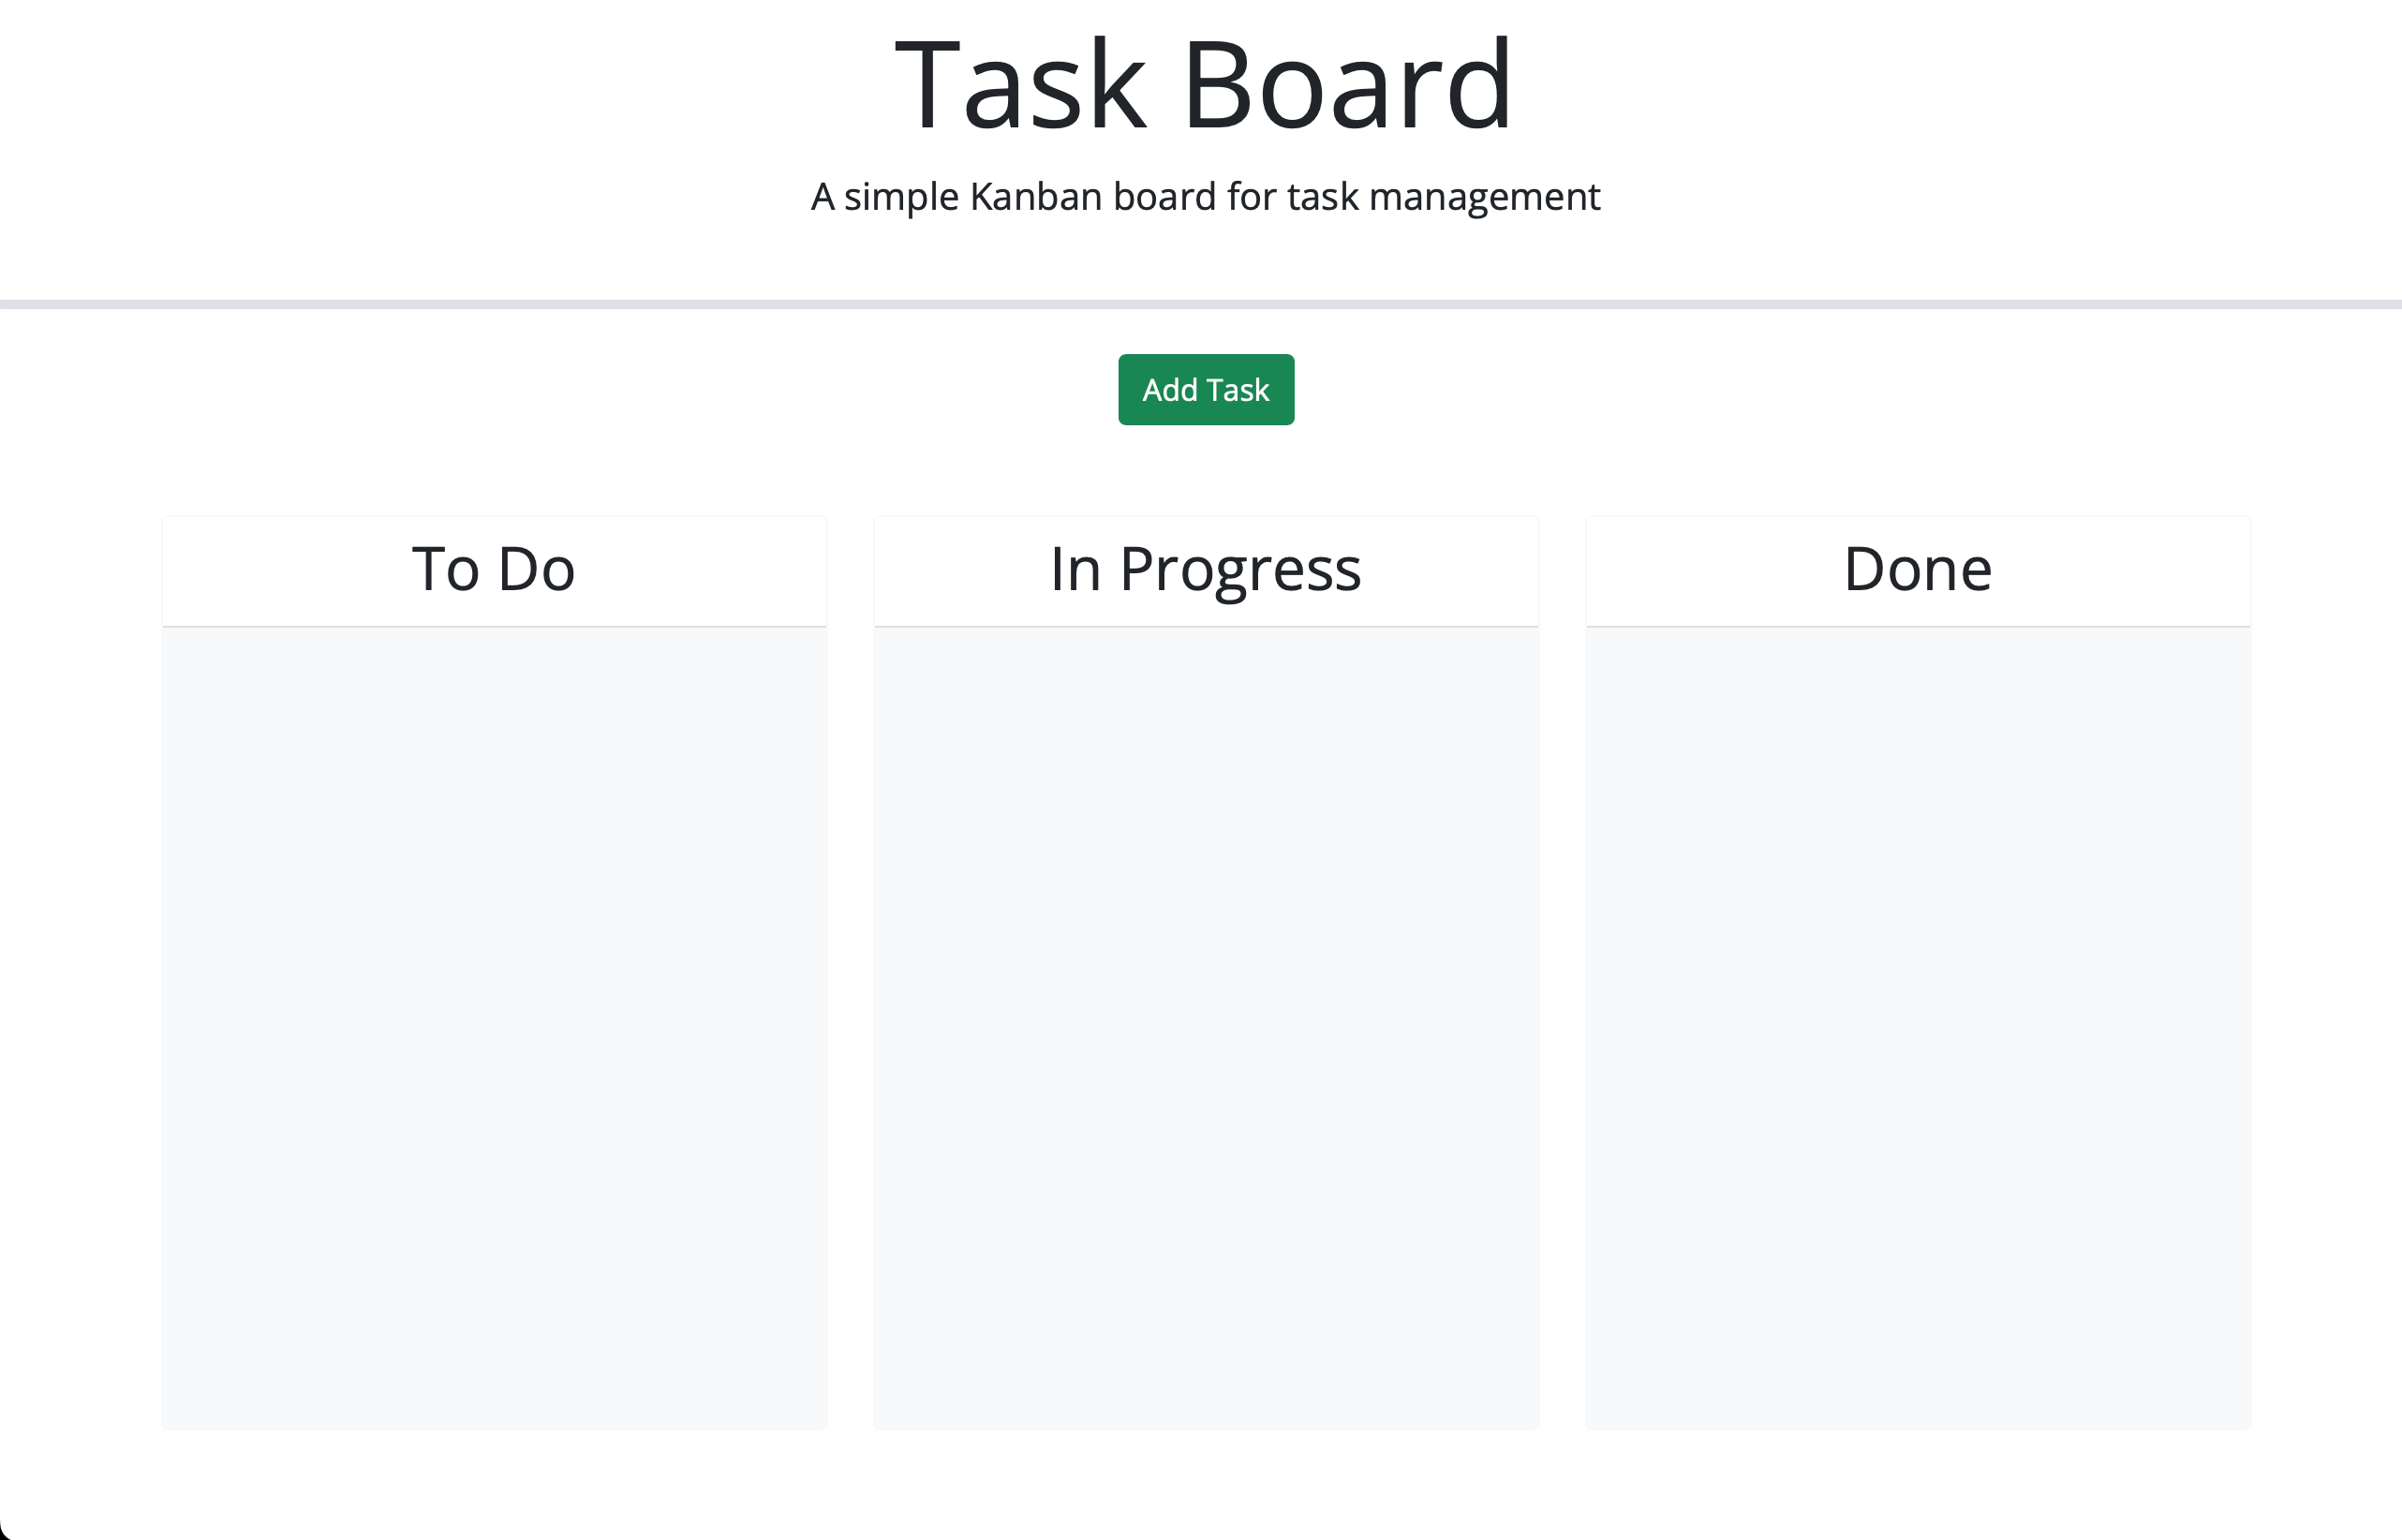 Task Board
A simple Kanban board for task management
Add Task
To Do
In Progress
Done